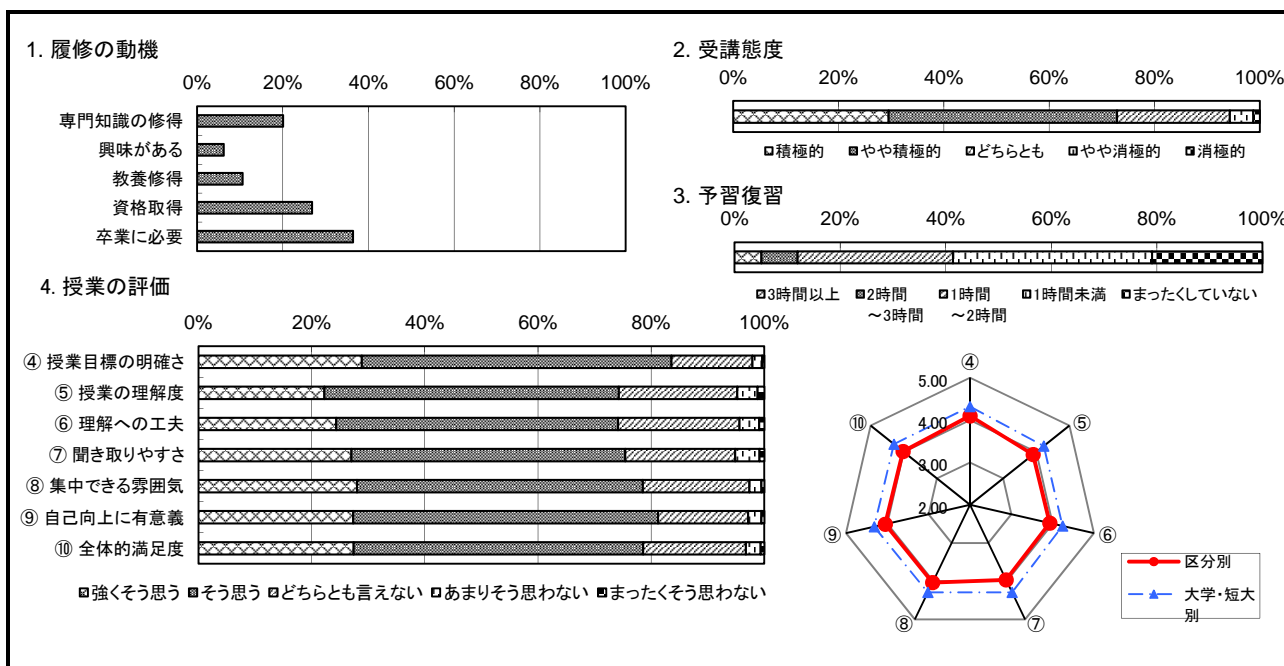 1. 履修の動機
0% 20% 40% 60% 80% 100%
専門知識の修得
興味がある
教養修得
資格取得
卒業に必要
2. 受講態度
0% 20% 40% 60% 80% 100%
積極的 やや積極的 どちらとも やや消極的 消極的
3. 予習復習
0% 20% 40% 60% 80% 100%
3時間以上 2時間 1時間 1時間未満 まったくしていない
～3時間 ～2時間
4. 授業の評価
0% 20% 40% 60% 80% 100%
④ 授業目標の明確さ
⑤ 授業の理解度
⑥ 理解への工夫
⑦ 聞き取りやすさ
⑧ 集中できる雰囲気
⑨ 自己向上に有意義
⑩ 全体的満足度
強くそう思う そう思う どちらとも言えない あまりそう思わない まったくそう思わない
④
5.00
⑩ 4.00 ⑤
3.00
2.00
⑨ ⑥
⑧ ⑦
区分別
大学・短大
別